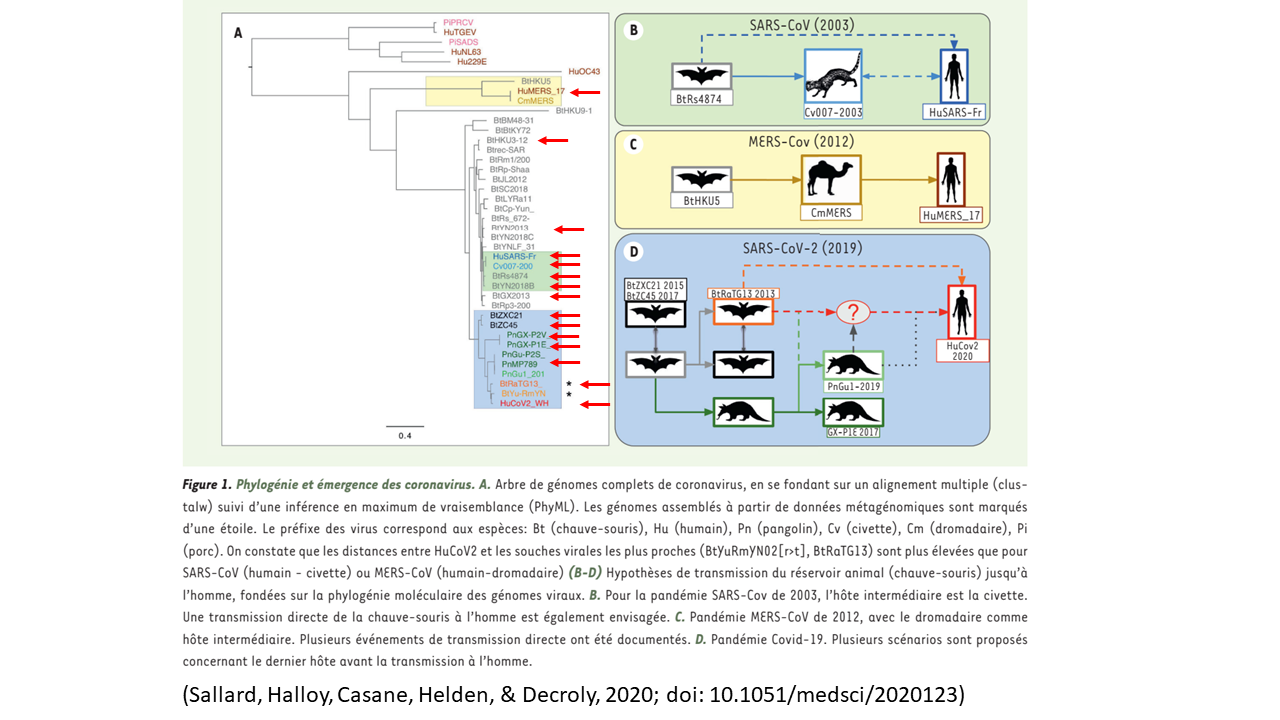 A
PiPRCV
HuTGEV
PiSADS
HuNL63
Hu229E
HuOC43
BtHKU5
HuMERS_17
CmMERS
BtHKU9-1
BtBM48-31
BtBtKY72
BtHKU3-12
Btrec-SAR
BtRm1/200
BtRp-Shaa
BtJL2012
BtSC2018
BtLYRa11
BtCp-Yun_
BtRs_672-
BtYN2013
BtYN2018C
BtYNLF_31
HuSARS-Fr
Cv007-200
BtRs4874
BtYN2018B
BtGX2013
BtRp3-200
BtZXC21
BtZC45
PnGX-P2V
PnGX-P1E
PnGu-P2S_
PnMP789
PnGu1_201
BtRaTG13_ *
BtYu-RmYN *
HuCoV2_WH
0.4
B
SARS-CoV (2003)
BtRs4874
Cv007-2003
HuSARS-Fr
C
MERS-Cov (2012)
BtHKU5
CmMERS
HuMERS_17
D
SARS-CoV-2 (2019)
BtZXC21 2015
BtZC45 2017
BtRaTG13 2013
?
HuCov2
2020
PnGu1-2019
GX-P1E 2017
Figure 1. Phylogénie et émergence des coronavirus. A. Arbre de génomes complets de coronavirus, en se fondant sur un alignement multiple (clus-
talw) suivi d'une inférence en maximum de vraisemblance (PhyML). Les génomes assemblés à partir de données métagénomiques sont marqués
d'une étoile. Le préfixe des virus correspond aux espèces: Bt (chauve-souris), Hu (humain), Pn (pangolin), Cv (civette), Cm (dromadaire), Pi
(porc). On constate que les distances entre HuCoV2 et les souches virales les plus proches (BtYuRmYN02[r>t], BtRaTG13) sont plus élevées que pour
SARS-CoV (humain - civette) ou MERS-CoV (humain-dromadaire) (B-D) Hypothèses de transmission du réservoir animal (chauve-souris) jusqu'à
l'homme, fondées sur la phylogénie moléculaire des génomes viraux. B. Pour la pandémie SARS-Cov de 2003, l'hôte intermédiaire est la civette.
Une transmission directe de la chauve-souris à l'homme est également envisagée. C. Pandémie MERS-CoV de 2012, avec le dromadaire comme
hôte intermédiaire. Plusieurs événements de transmission directe ont été documentés. D. Pandémie Covid-19. Plusieurs scénarios sont proposés
concernant le dernier hôte avant la transmission à l'homme.
(Sallard, Halloy, Casane, Helden, & Decroly, 2020; doi: 10.1051/medsci/2020123)